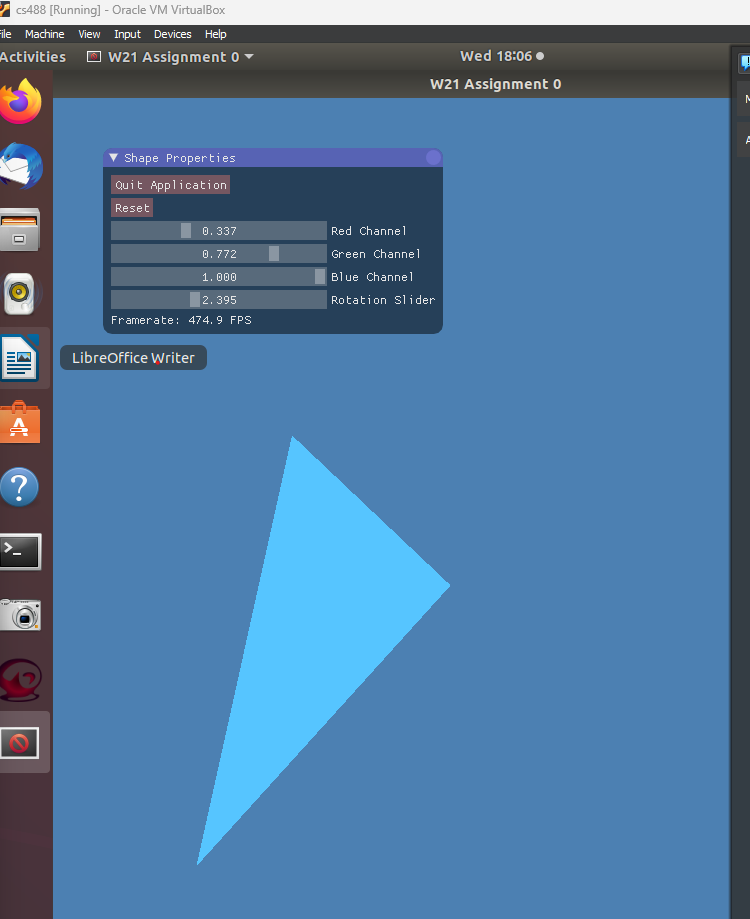 cs488 [Running] - Oracle VM VirtualBox
Machine View Input Devices Help
Activities W21 Assignment 0 Wed 18:06
W21 Assignment 0
Shape Properties
Quit Application
Reset
0.337 Red Channel
0.772 Green Channel
1.000 Blue Channel
2.395 Rotation Slider
Framerate: 474.9 FPS
LibreOffice Writer